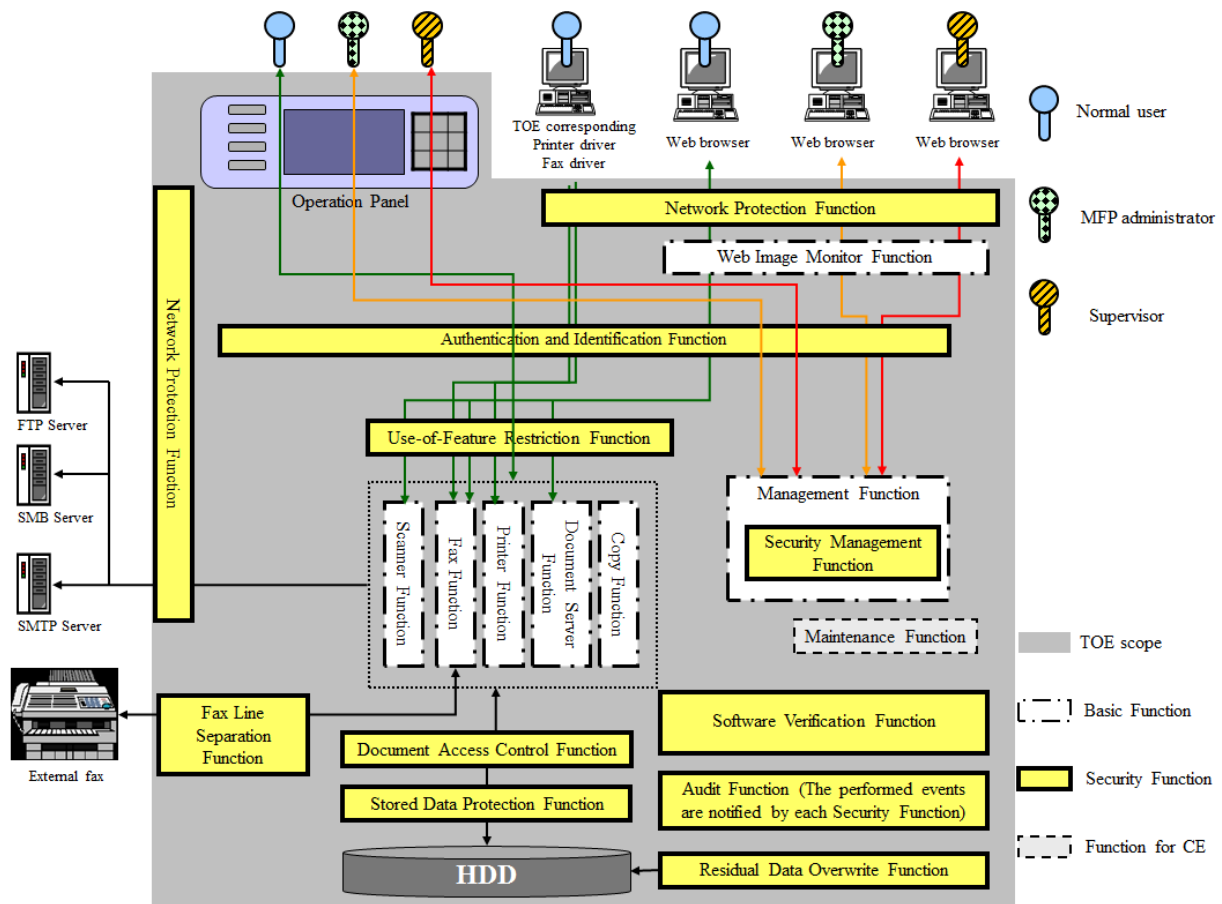 TOE corresponding
Printer driver
Fax driver
Web browser
Web browser
Web browser
Normal user
Operation Panel
Network Protection Function
MFP administrator
Web Image Monitor Function
Network Protection Function
Supervisor
Authentication and Identification Function
FTP Server
Use-of-Feature Restriction Function
SMB Server
Scanner Function
Fax Function
Printer Function
Document Server
Function
Copy Function
Management Function
Security Management
Function
SMTP Server
Maintenance Function
TOE scope
Fax Line
Separation
Function
External fax
Basic Function
Software Verification Function
Document Access Control Function
Stored Data Protection Function
Audit Function (The performed events
are notified by each Security Function)
Security Function
HDD
Residual Data Overwrite Function
Function for CE